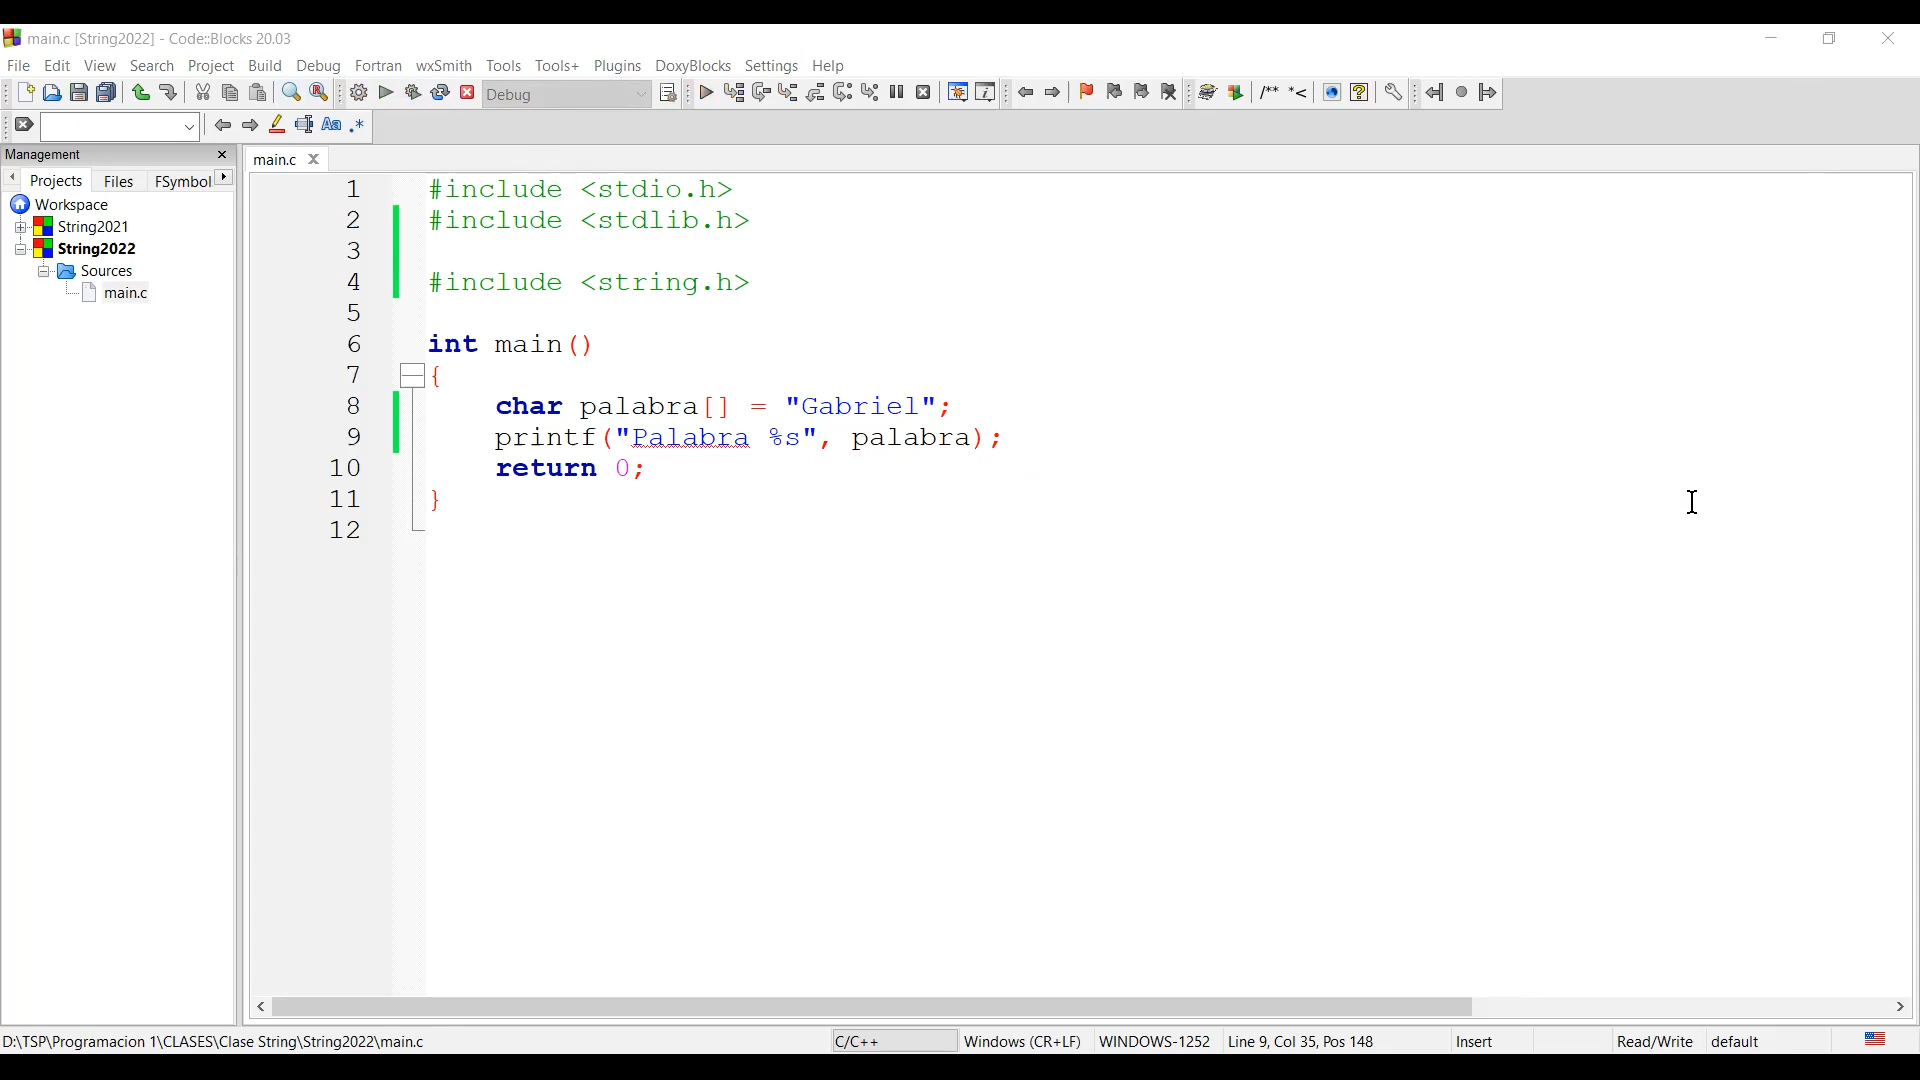 main.c [String2022] - Code::Blocks 20.03
File Edit View Search Project Build Debug Fortran wxSmith Tools Tools+ Plugins DoxyBlocks Settings Help
Debug
/** *<
Aa .*
Management
main.c
Projects Files FSymbol
Workspace
String2021
String2022
Sources
main.c
1 #include <stdio.h>
2 #include <stdlib.h>
3
4 #include <string.h>
5
6 int main()
7 {
8 char palabra[] = "Gabriel";
9 printf("Palabra %s", palabra);
10 return 0;
11 }
12
D:\TSP\Programacion 1\CLASES\Clase String\String2022\main.c C/C++ Windows (CR+LF) WINDOWS-1252 Line 9, Col 35, Pos 148 Insert Read/Write default